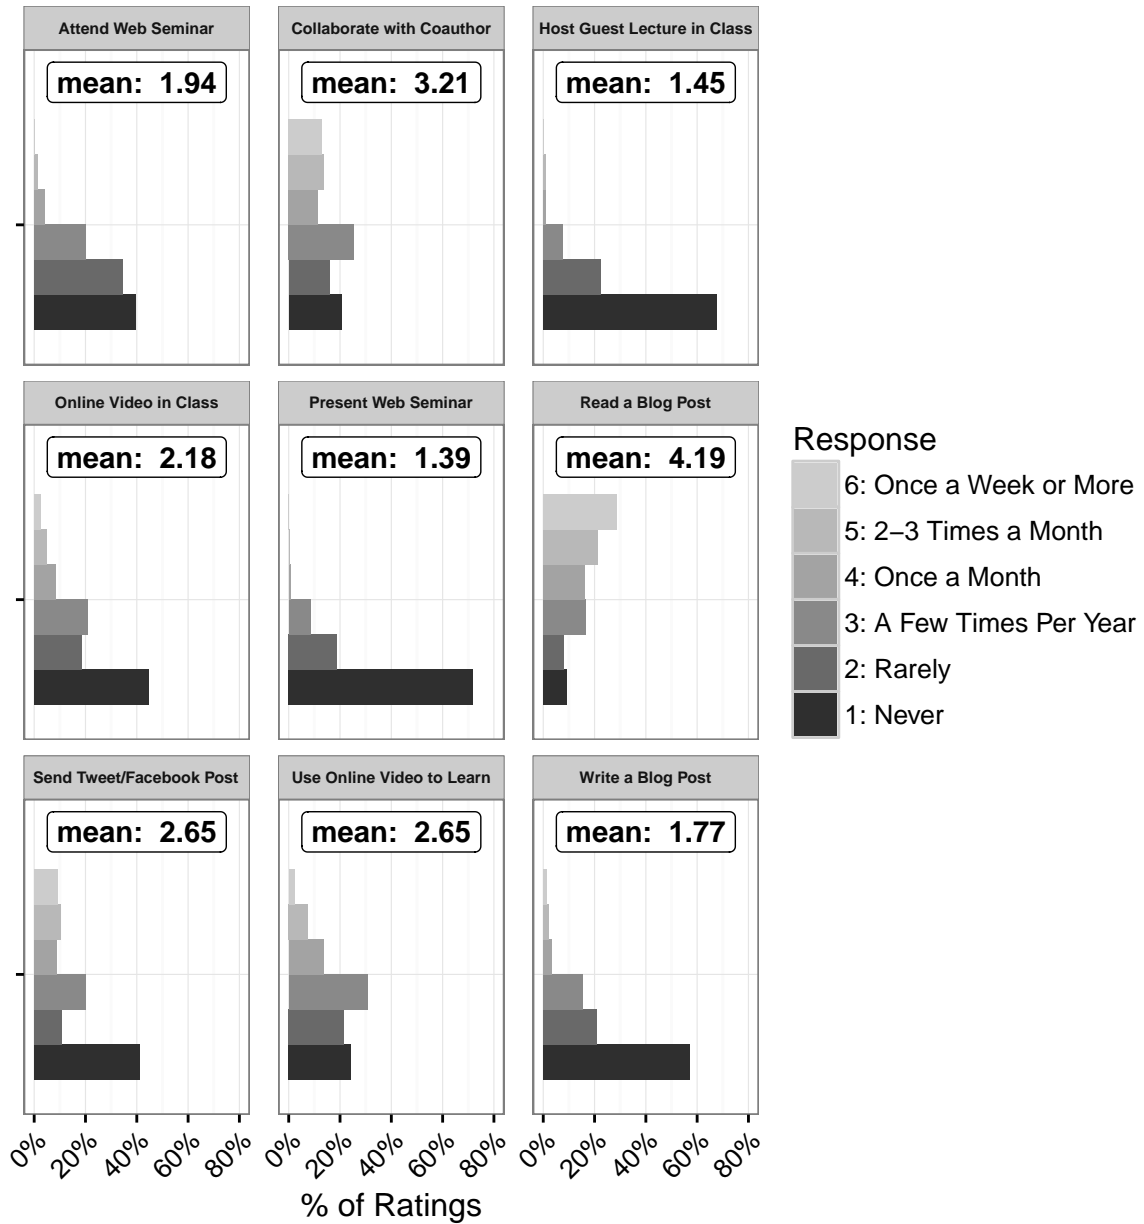 Attend Web Seminar
Collaborate with Coauthor
Host Guest Lecture in Class
mean: 1.94
mean: 3.21
mean: 1.45
Online Video in Class
Present Web Seminar
Read a Blog Post
mean: 2.18
mean: 1.39
mean: 4.19
Response
6: Once a Week or More
5: 2−3 Times a Month
4: Once a Month
3: A Few Times Per Year
2: Rarely
1: Never
Send Tweet/Facebook Post
Use Online Video to Learn
Write a Blog Post
mean: 2.65
mean: 2.65
mean: 1.77
0% 20% 40% 60% 80%
0% 20% 40% 60% 80%
0% 20% 40% 60% 80%
% of Ratings